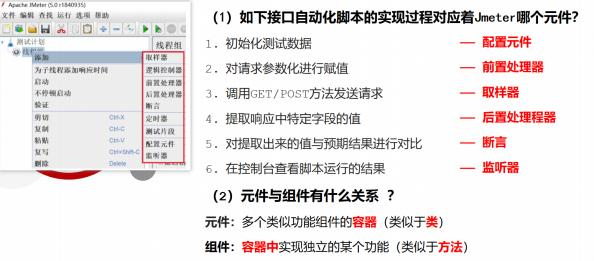 Apache JMeter (5.0 r1840935)
文件 编辑 查找 运行 选项 帮助
测试计划
线程组
线程组
添加
为子线程添加响应时间
启动
不停顿启动
验证
剪切 Ctrl-X
复制 Ctrl-C
粘贴 Ctrl-V
复写 Ctrl+Shift-C
删除 Delete
取样器
逻辑控制器
前置处理器
后置处理器
断言
定时器
测试片段
配置元件
监听器
（1）如下接口自动化脚本的实现过程对应着Jmeter哪个元件？
1. 初始化测试数据 — 配置元件
2. 对请求参数化进行赋值 — 前置处理器
3. 调用GET/POST方法发送请求 — 取样器
4. 提取响应中特定字段的值 — 后置处理程器
5. 对提取出来的值与预期结果进行对比 — 断言
6. 在控制台查看脚本运行的结果 — 监听器
（2）元件与组件有什么关系 ？
元件：多个类似功能组件的容器（类似于类）
组件：容器中实现独立的某个功能（类似于方法）